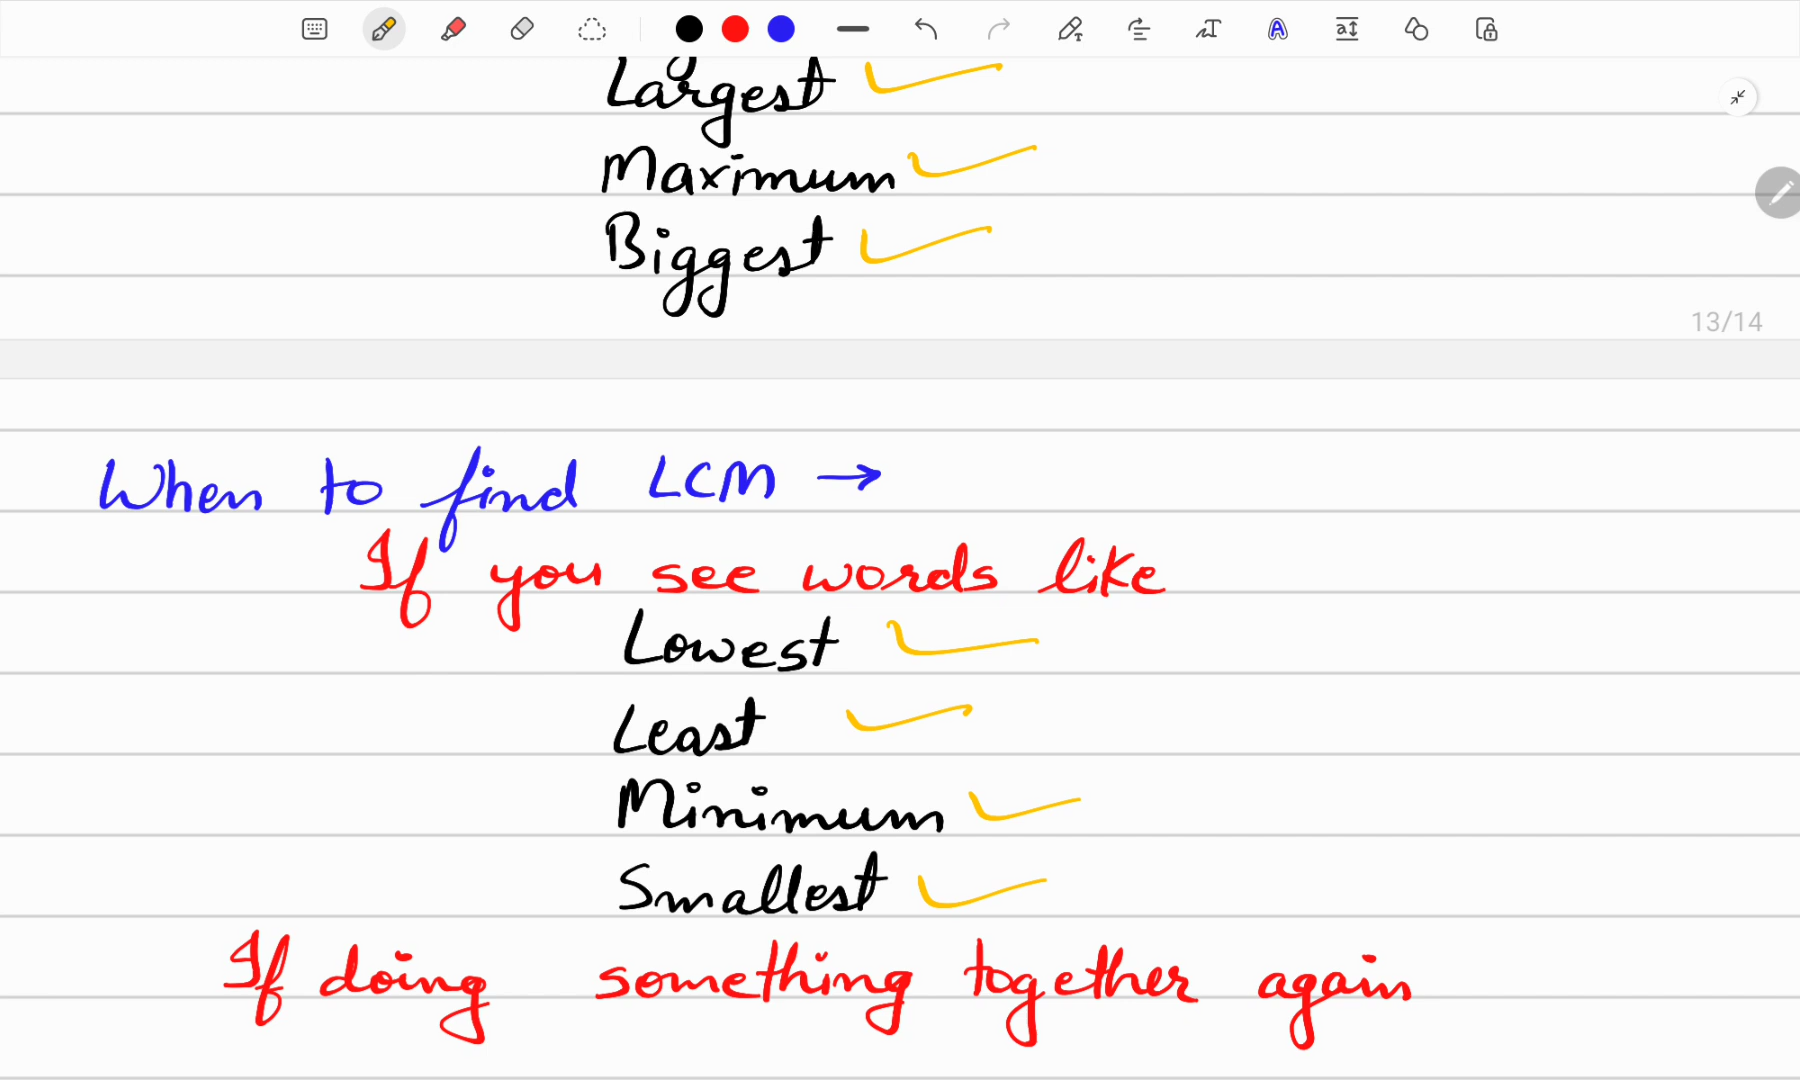 Largest
Maximum
Biggest
13/14
When to find LCM →
If you see words like
Lowest
Least
Minimum
Smallest
If doing something together again